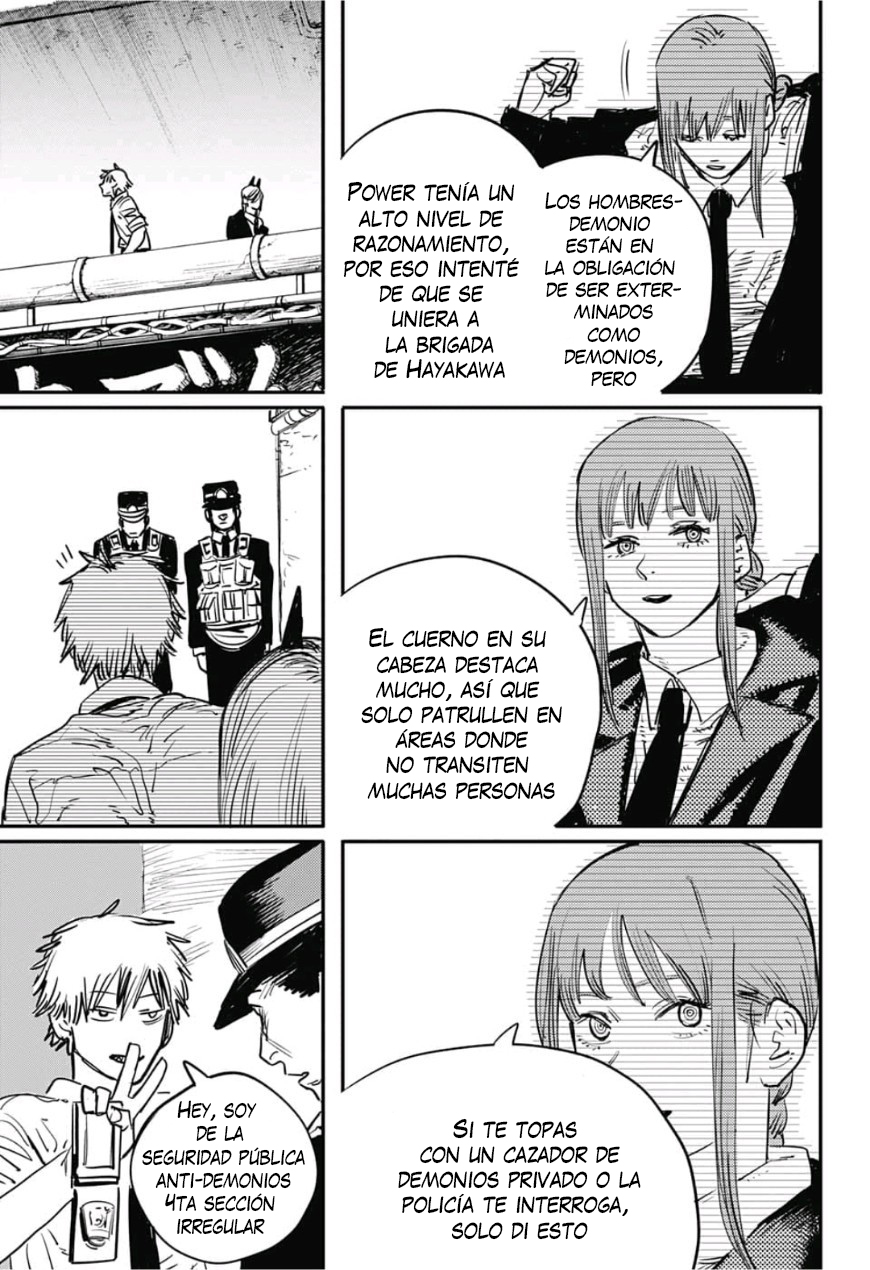 LOS HOMBRES-
DEMONIO
ESTÁN EN
LA OBLIGACIÓN
DE SER EXTER-
MINADOS
COMO
DEMONIOS,
PERO
POWER TENÍA UN
ALTO NIVEL DE
RAZONAMIENTO,
POR ESO INTENTÉ
DE QUE SE
UNIERA A
LA BRIGADA
DE HAYAKAWA
EL CUERNO EN SU
CABEZA DESTACA
MUCHO, ASÍ QUE
SOLO PATRULLEN EN
ÁREAS DONDE
NO TRANSITEN
MUCHAS PERSONAS
SI TE TOPAS
CON UN CAZADOR DE
DEMONIOS PRIVADO O LA
POLICÍA TE INTERROGA,
SOLO DI ESTO
HEY, SOY
DE LA
SEGURIDAD PÚBLICA
ANTI-DEMONIOS
4TA SECCIÓN
IRREGULAR